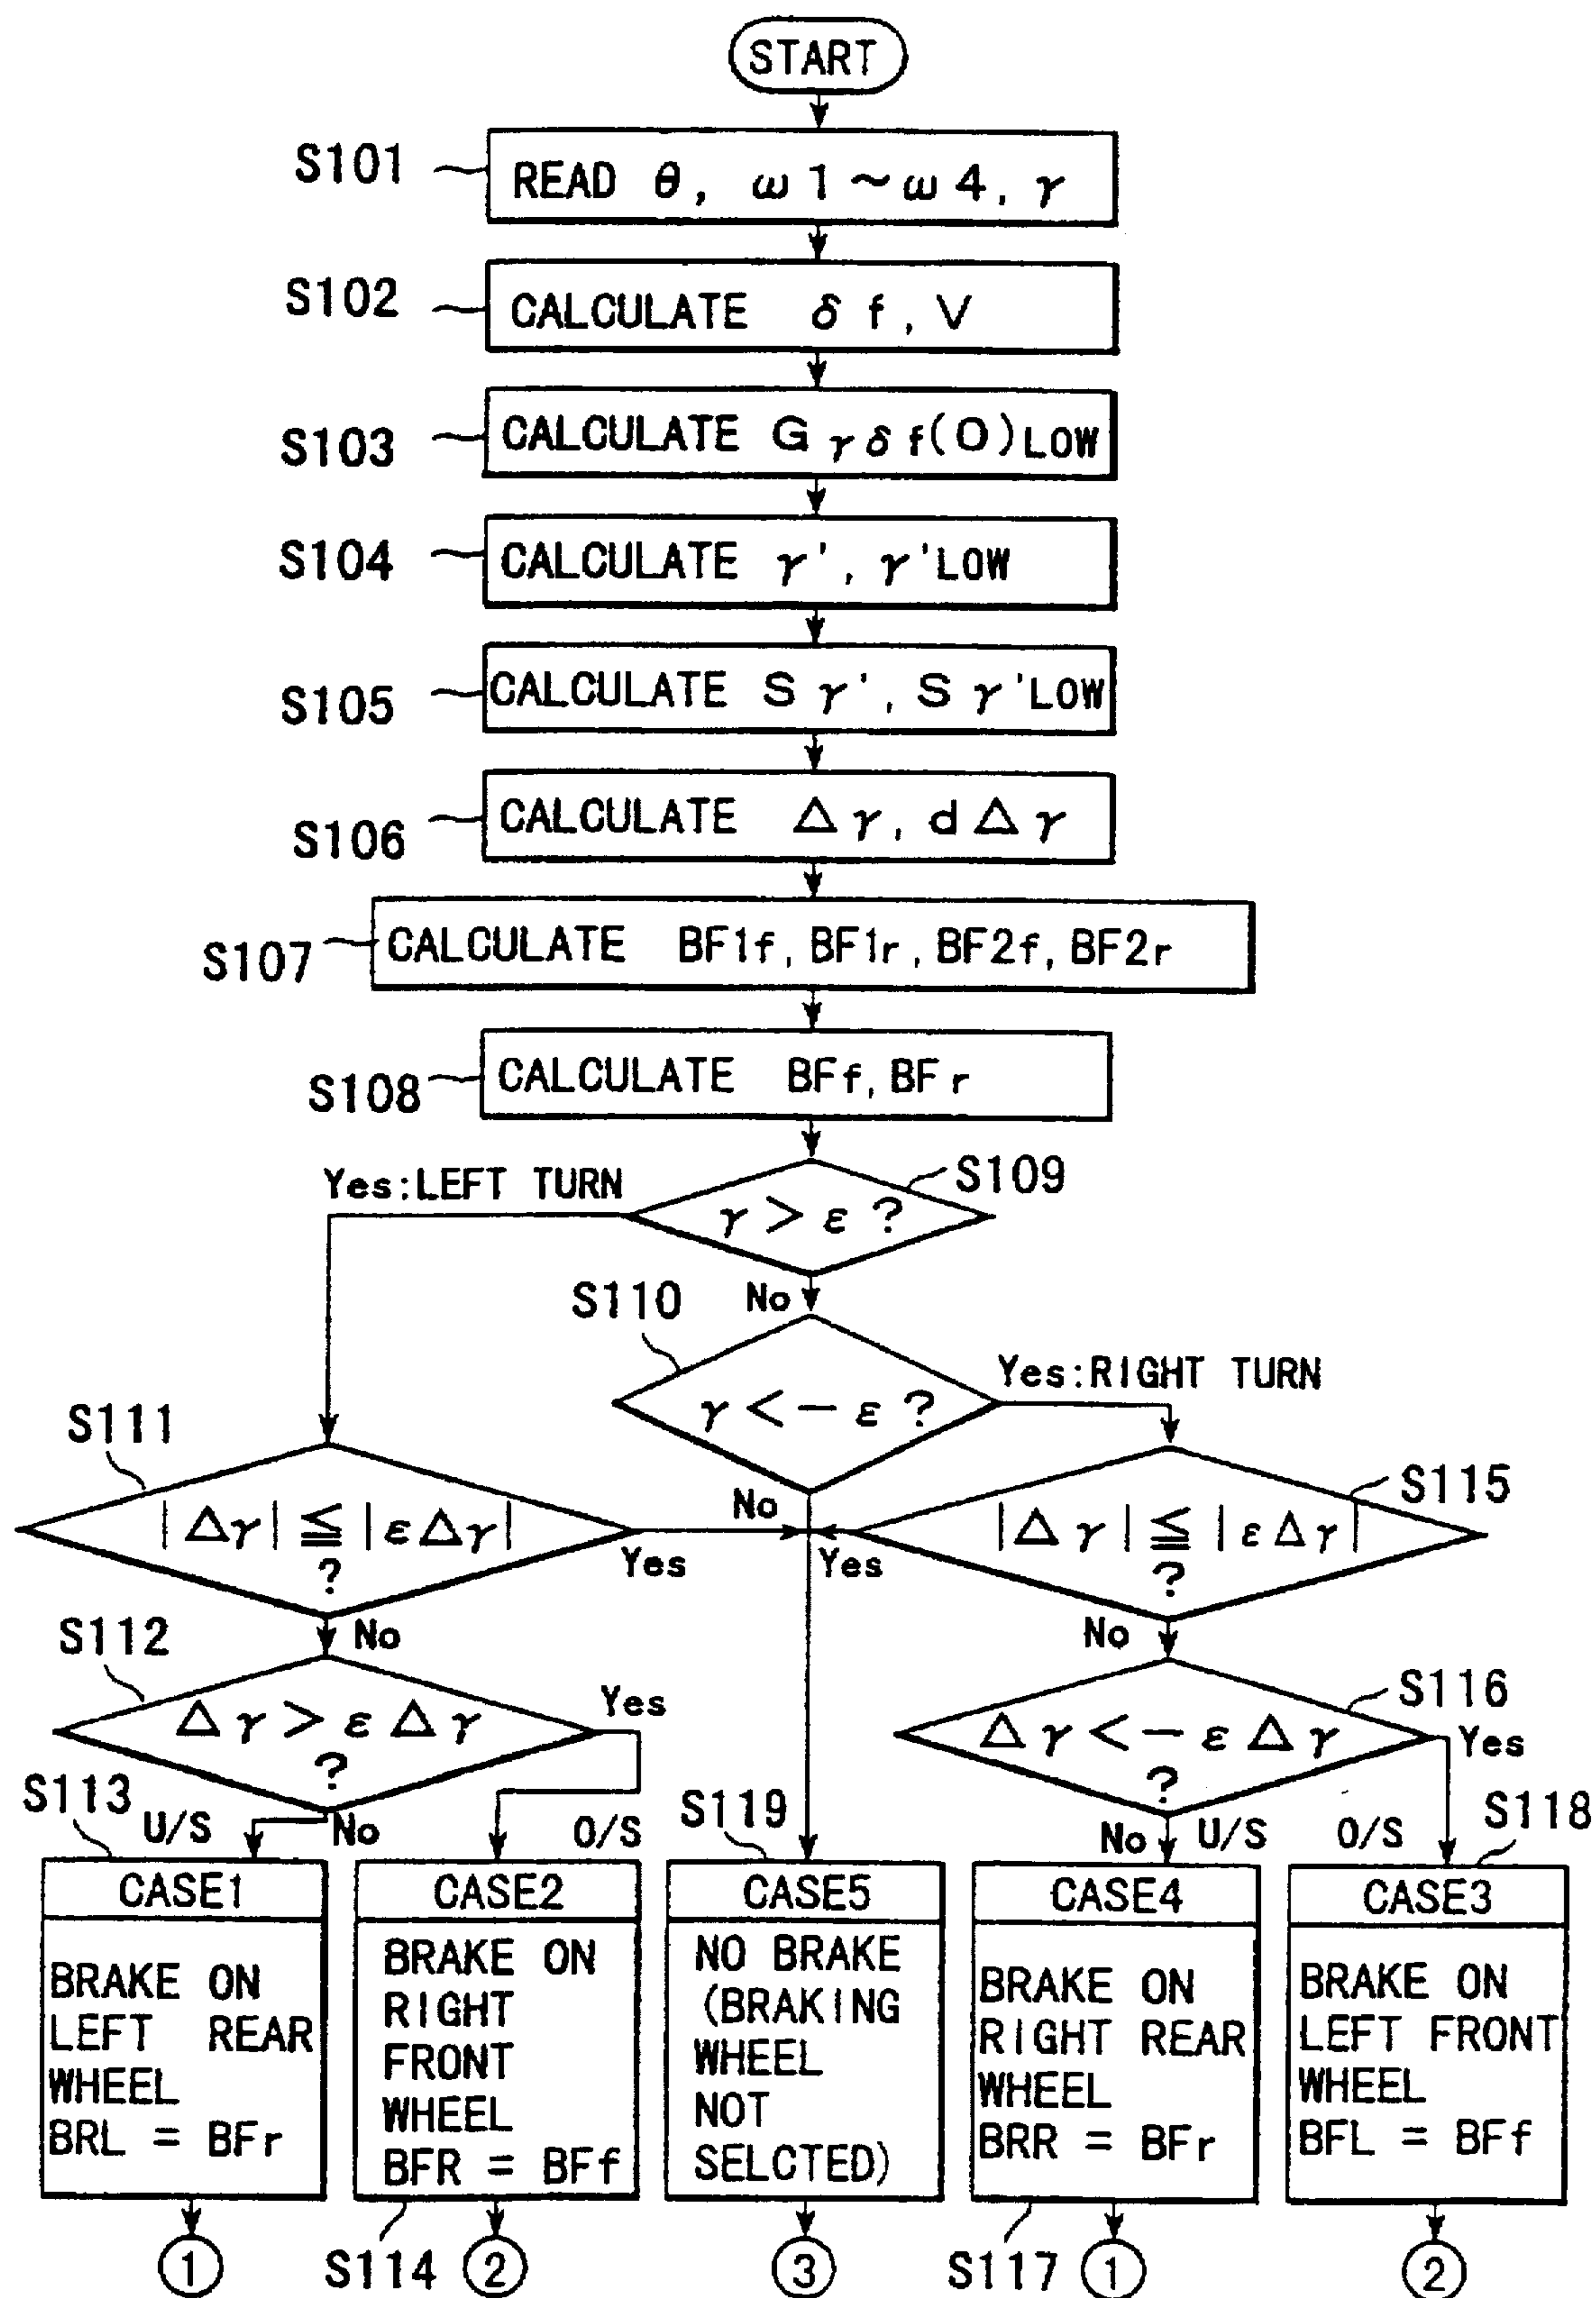 START
S101
READ θ, ω1~ω4, γ
S102
CALCULATE δf, V
S103
CALCULATE Gγδf(O)LOW
S104
CALCULATE γ', γ'LOW
S105
CALCULATE Sγ', Sγ'LOW
S106
CALCULATE Δγ, dΔγ
S107
CALCULATE BF1f, BF1r, BF2f, BF2r
S108
CALCULATE BFf, BFr
Yes:LEFT TURN
S109
γ > ε ?
S110
No
γ < - ε ?
Yes:RIGHT TURN
S111
|Δγ| ≦ |εΔγ|
?
Yes
No
Yes
S115
|Δγ| ≦ |εΔγ|
?
S112
No
Δγ > εΔγ
?
Yes
No
S116
Δγ < - εΔγ
?
Yes
S113
U/S
No
O/S
S119
No
U/S
O/S
S118
CASE1
BRAKE ON
LEFT REAR
WHEEL
BRL = BFr
1
CASE2
BRAKE ON
RIGHT
FRONT
WHEEL
BFR = BFf
S114
2
CASE5
NO BRAKE
(BRAKING
WHEEL
NOT
SELCTED)
3
CASE4
BRAKE ON
RIGHT REAR
WHEEL
BRR = BFr
S117
1
CASE3
BRAKE ON
LEFT FRONT
WHEEL
BFL = BFf
2